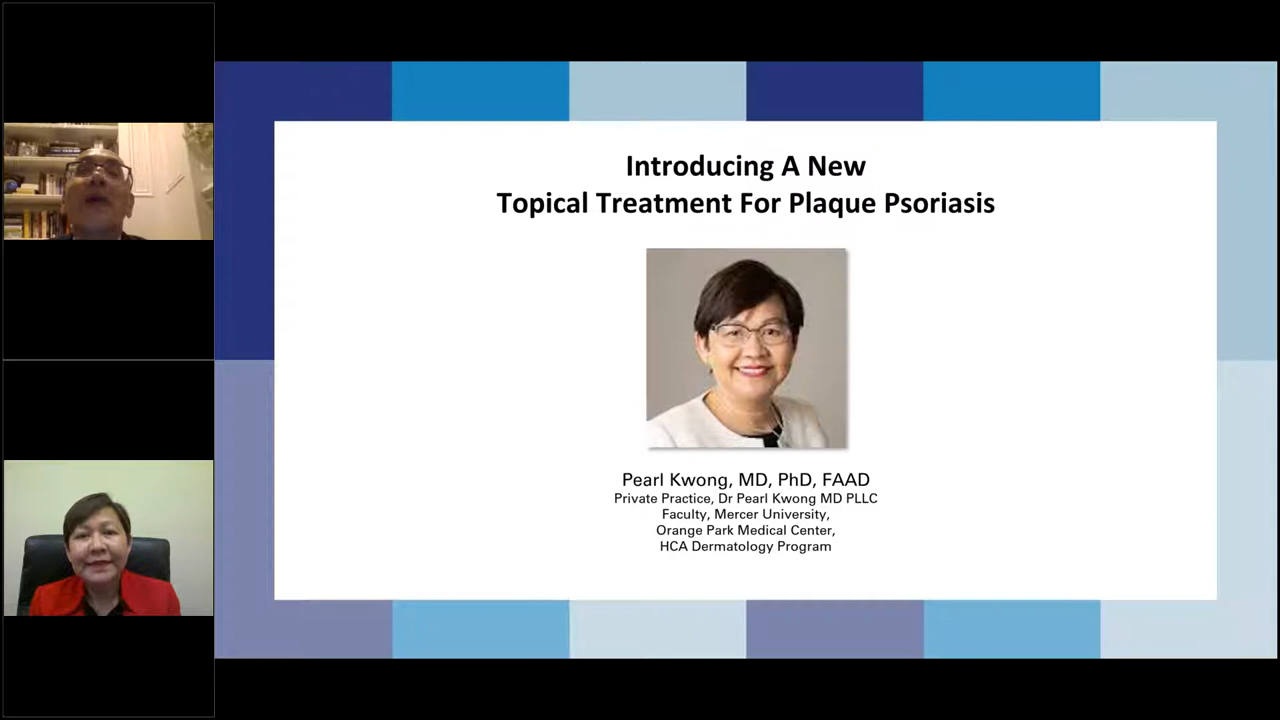 Introducing A New
Topical Treatment For Plaque Psoriasis
Pearl Kwong, MD, PhD, FAAD
Private Practice, Dr Pearl Kwong MD PLLC
Faculty, Mercer University,
Orange Park Medical Center,
HCA Dermatology Program